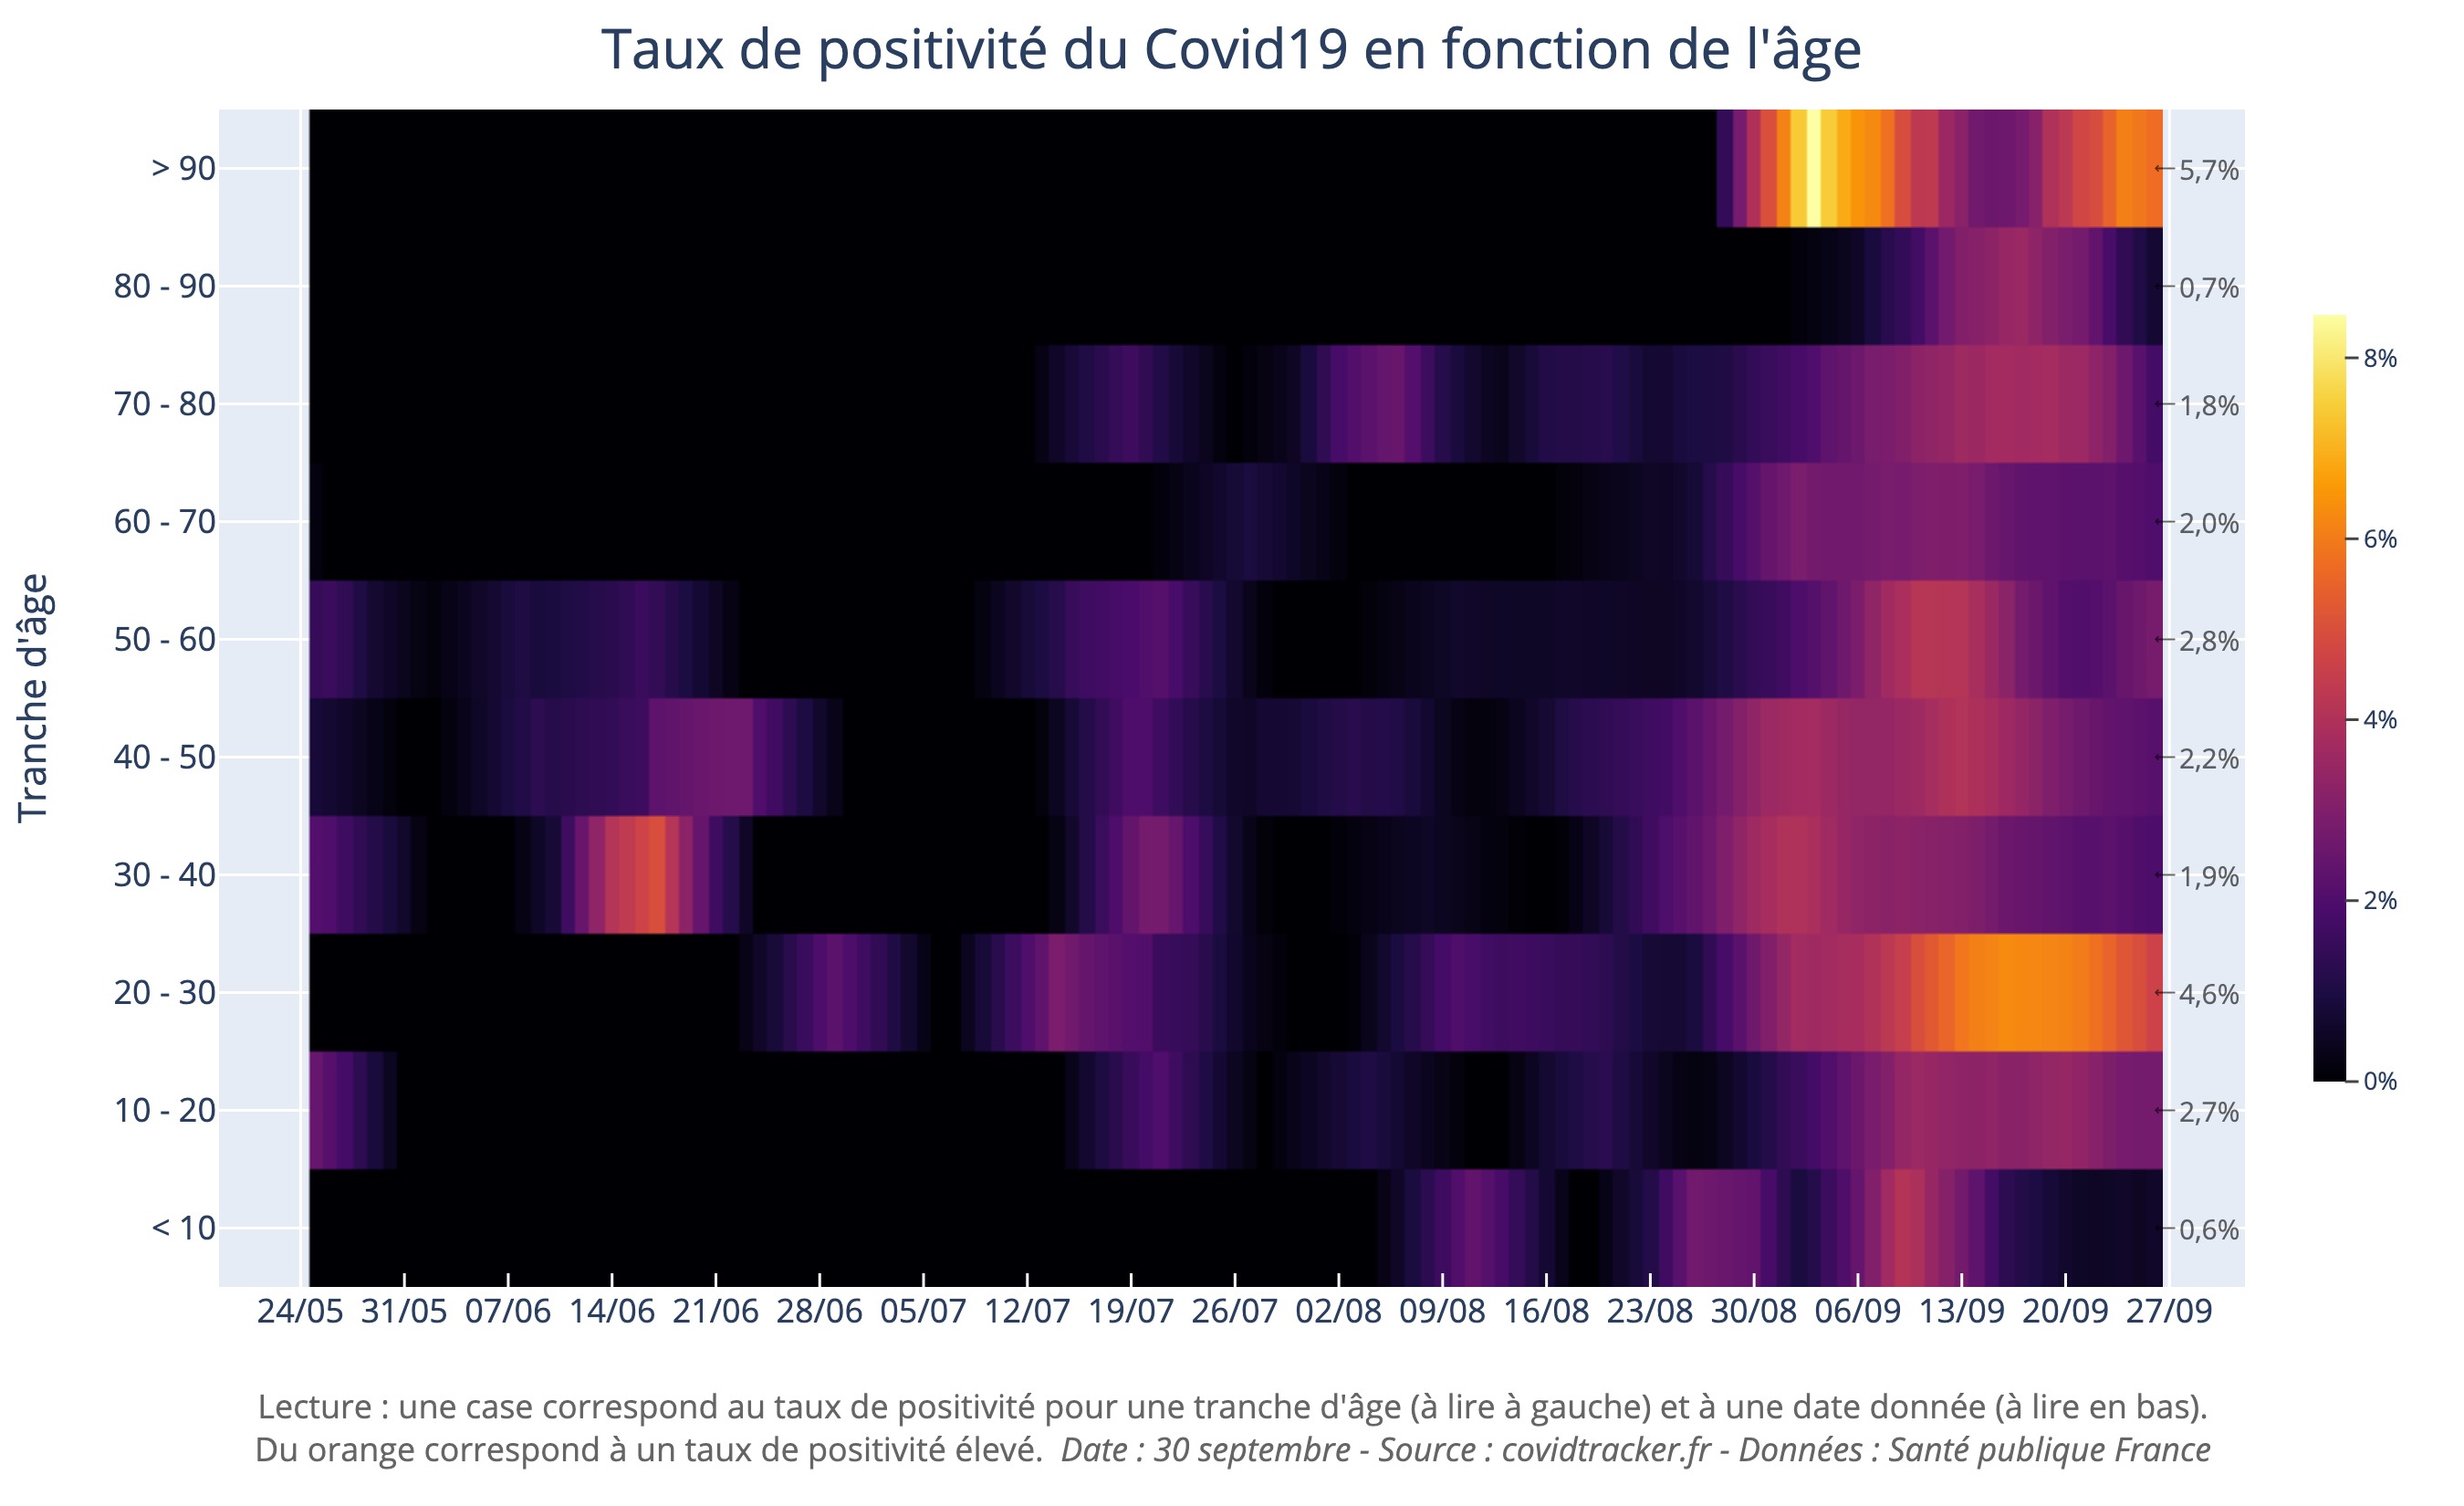 Taux de positivité du Covid19 en fonction de l'âge
Tranche d'âge
> 90
80 - 90
70 - 80
60 - 70
50 - 60
40 - 50
30 - 40
20 - 30
10 - 20
< 10
5,7%
0,7%
1,8%
2,0%
2,8%
2,2%
1,9%
4,6%
2,7%
0,6%
8%
6%
4%
2%
0%
24/05 31/05 07/06 14/06 21/06 28/06 05/07 12/07 19/07 26/07 02/08 09/08 16/08 23/08 30/08 06/09 13/09 20/09 27/09
Lecture : une case correspond au taux de positivité pour une tranche d'âge (à lire à gauche) et à une date donnée (à lire en bas).
Du orange correspond à un taux de positivité élevé. Date : 30 septembre - Source : covidtracker.fr - Données : Santé publique France